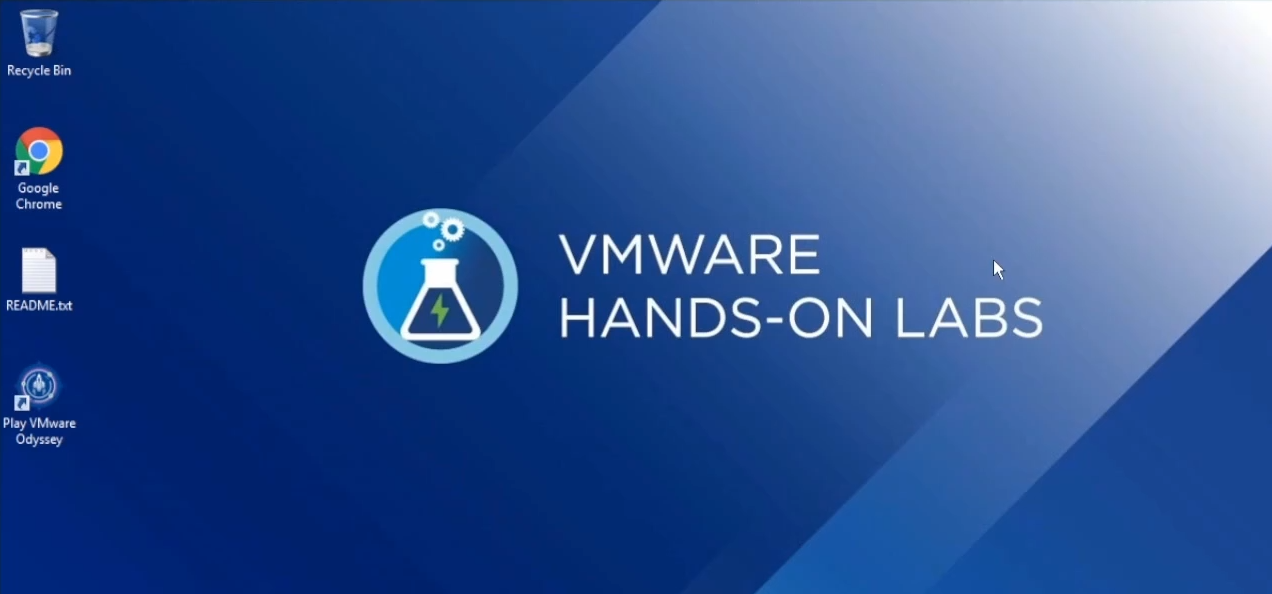 Recycle Bin
Google
Chrome
README.txt
Play VMware
Odyssey
VMWARE
HANDS-ON LABS